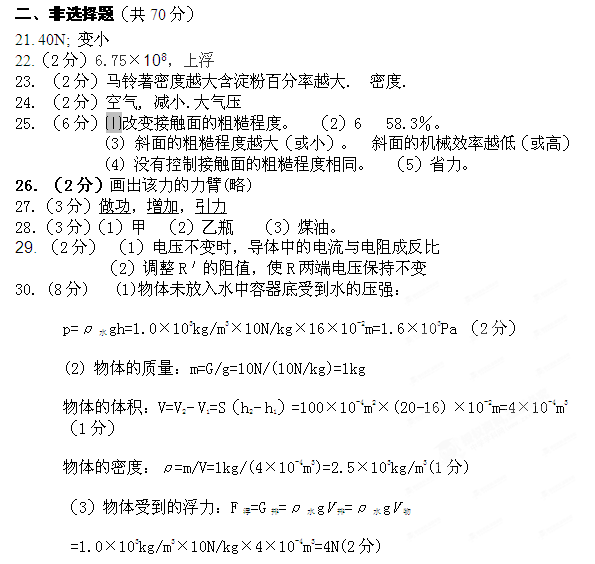 二、非选择题（共 70 分）
21. 40N; 变小
22.（2分）6.75×10⁸，上浮
23. （2分）马铃薯密度越大含淀粉百分率越大. 密度.
24. （2分）空气, 减小.大气压
25. （6分）改变接触面的粗糙程度。 （2）6 58.3%。
（3）斜面的粗糙程度越大（或小）。 斜面的机械效率越低（或高）
（4）没有控制接触面的粗糙程度相同。 （5）省力。
26. （2分）画出该力的力臂(略)
27.（3分）做功，增加，引力
28.（3分）（1）甲 （2）乙瓶 （3）煤油。
29. （2分） （1）电压不变时，导体中的电流与电阻成反比
（2）调整 R′的阻值，使 R 两端电压保持不变
30. (8分) (1)物体未放入水中容器底受到水的压强：
p=ρ水gh=1.0×10³kg/m³×10N/kg×16×10⁻²m=1.6×10³Pa （2分）
(2) 物体的质量：m=G/g=10N/(10N/kg)=1kg
物体的体积：V=V₂-V₁=S（h₂-h₁）=100×10⁻⁴m²×(20-16)×10⁻²m=4×10⁻⁴m³
（1分）
物体的密度：ρ=m/V=1kg/(4×10⁻⁴m³)=2.5×10³kg/m³(1分)
（3）物体受到的浮力：F浮=G排=ρ水gV排=ρ水gV物
=1.0×10³kg/m³×10N/kg×4×10⁻⁴m³=4N(2分)